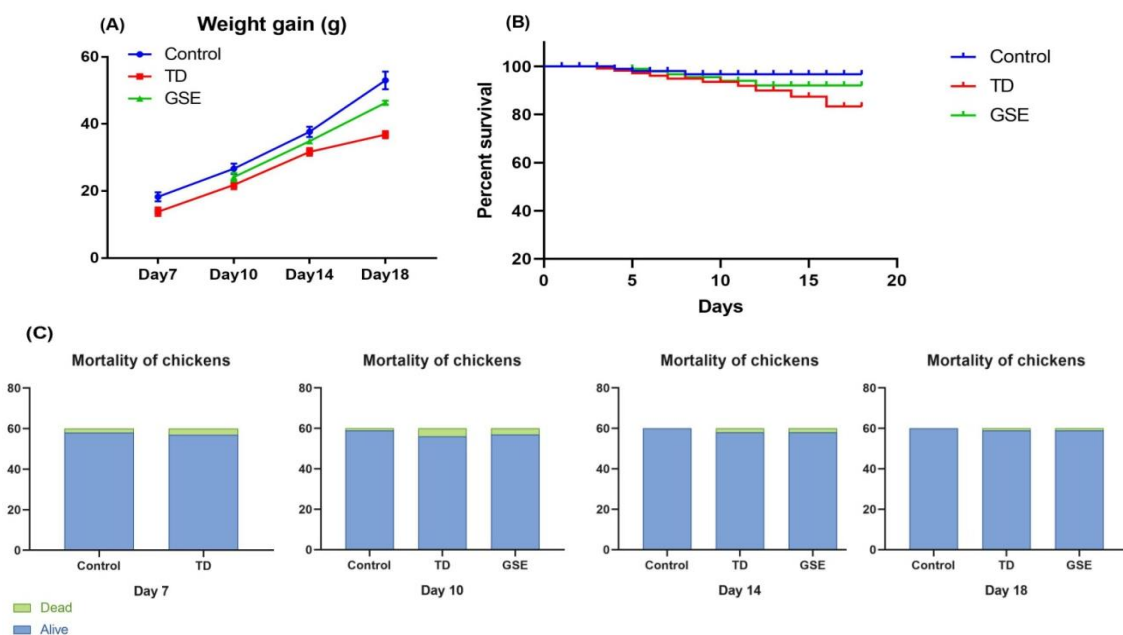 (A) Weight gain (g)
Control
TD
GSE
60
40
20
0
Day7 Day10 Day14 Day18
(B)
Percent survival
100
80
60
40
20
0 5 10 15 20
Days
Control
TD
GSE
(C)
Mortality of chickens
80
60
40
20
0
Control TD
Day 7
Mortality of chickens
80
60
40
20
0
Control TD GSE
Day 10
Mortality of chickens
80
60
40
20
0
Control TD GSE
Day 14
Mortality of chickens
80
60
40
20
0
Control TD GSE
Day 18
Dead
Alive